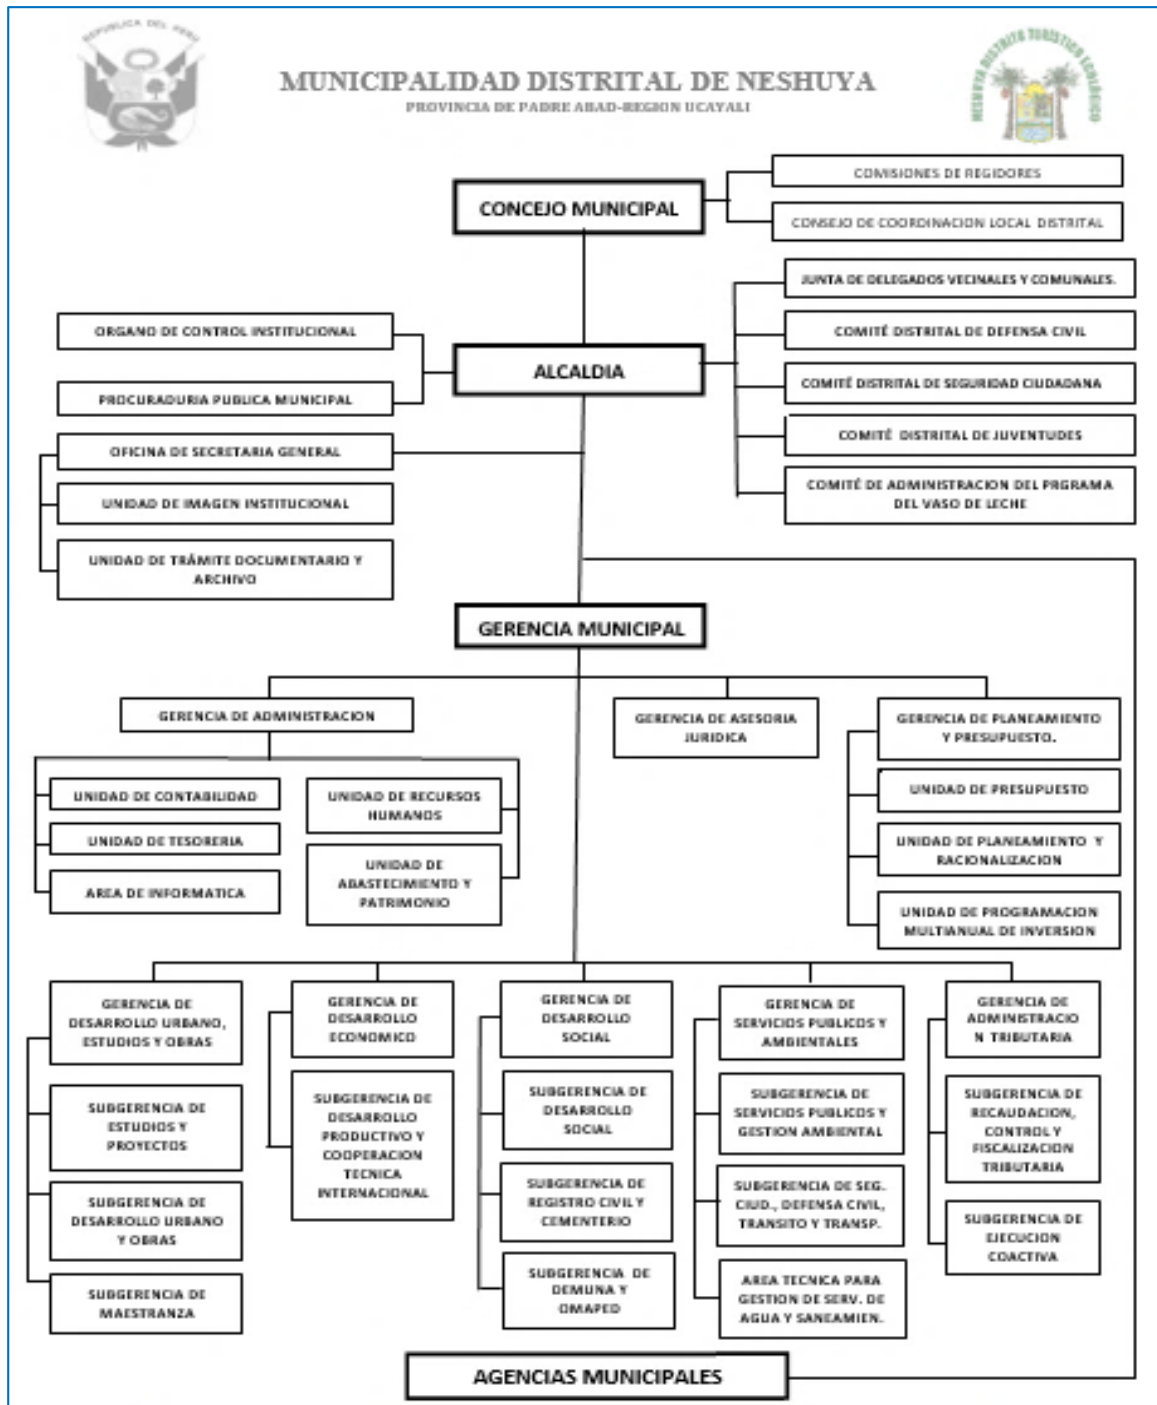 REPUBLICA DEL PERU
NESHUYA DISTRITO TURÍSTICO ECOLÓGICO
MUNICIPALIDAD DISTRITAL DE NESHUYA
PROVINCIA DE PADRE ABAD-REGION UCAYALI
COMISIONES DE REGIDORES
CONCEJO MUNICIPAL
CONSEJO DE COORDINACION LOCAL DISTRITAL
JUNTA DE DELEGADOS VECINALES Y COMUNALES.
ORGANO DE CONTROL INSTITUCIONAL
COMITÉ DISTRITAL DE DEFENSA CIVIL
ALCALDIA
COMITÉ DISTRITAL DE SEGURIDAD CIUDADANA
PROCURADURIA PUBLICA MUNICIPAL
COMITÉ DISTRITAL DE JUVENTUDES
OFICINA DE SECRETARIA GENERAL
COMITÉ DE ADMINISTRACION DEL PRGRAMA
DEL VASO DE LECHE
UNIDAD DE IMAGEN INSTITUCIONAL
UNIDAD DE TRÁMITE DOCUMENTARIO Y
ARCHIVO
GERENCIA MUNICIPAL
GERENCIA DE ADMINISTRACION
GERENCIA DE ASESORIA
JURIDICA
GERENCIA DE PLANEAMIENTO
Y PRESUPUESTO.
UNIDAD DE CONTABILIDAD
UNIDAD DE TESORERIA
AREA DE INFORMATICA
UNIDAD DE RECURSOS
HUMANOS
UNIDAD DE
ABASTECIMIENTO Y
PATRIMONIO
UNIDAD DE PRESUPUESTO
UNIDAD DE PLANEAMIENTO Y
RACIONALIZACION
UNIDAD DE PROGRAMACION
MULTIANUAL DE INVERSION
GERENCIA DE
DESARROLLO URBANO,
ESTUDIOS Y OBRAS
SUBGERENCIA DE
ESTUDIOS Y
PROYECTOS
SUBGERENCIA DE
DESARROLLO URBANO
Y OBRAS
SUBGERENCIA DE
MAESTRANZA
GERENCIA DE
DESARROLLO
ECONOMICO
SUBGERENCIA DE
DESARROLLO
PRODUCTIVO Y
COOPERACION
TECNICA
INTERNACIONAL
GERENCIA DE
DESARROLLO
SOCIAL
SUBGERENCIA DE
DESARROLLO
SOCIAL
SUBGERENCIA DE
REGISTRO CIVIL Y
CEMENTERIO
SUBGERENCIA DE
DEMUNA Y
OMAPED
GERENCIA DE
SERVICIOS PUBLICOS Y
AMBIENTALES
SUBGERENCIA DE
SERVICIOS PUBLICOS Y
GESTION AMBIENTAL
SUBGERENCIA DE SEG.
CIUD., DEFENSA CIVIL,
TRANSITO Y TRANSP.
AREA TECNICA PARA
GESTION DE SERV. DE
AGUA Y SANEAMIEN.
GERENCIA DE
ADMINISTRACIO
N TRIBUTARIA
SUBGERENCIA DE
RECAUDACION,
CONTROL Y
FISCALIZACION
TRIBUTARIA
SUBGERENCIA DE
EJECUCION
COACTIVA
AGENCIAS MUNICIPALES